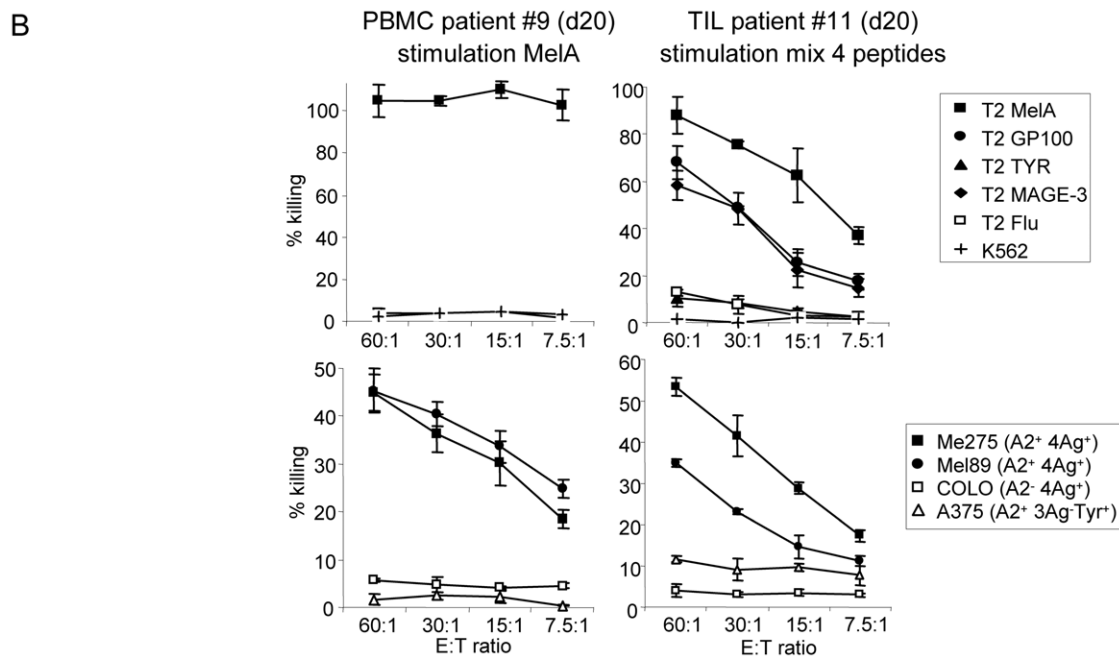 B
PBMC patient #9 (d20)
stimulation MelA
TIL patient #11 (d20)
stimulation mix 4 peptides
% killing
100
80
60
40
20
0
60:1 30:1 15:1 7.5:1
100
80
60
40
20
0
60:1 30:1 15:1 7.5:1
T2 MelA
T2 GP100
T2 TYR
T2 MAGE-3
T2 Flu
K562
% killing
50
40
30
20
10
0
60:1 30:1 15:1 7.5:1
E:T ratio
60
50
40
30
20
10
0
60:1 30:1 15:1 7.5:1
E:T ratio
Me275 (A2⁺ 4Ag⁺)
Mel89 (A2⁺ 4Ag⁺)
COLO (A2⁻ 4Ag⁺)
A375 (A2⁺ 3Ag⁻Tyr⁺)